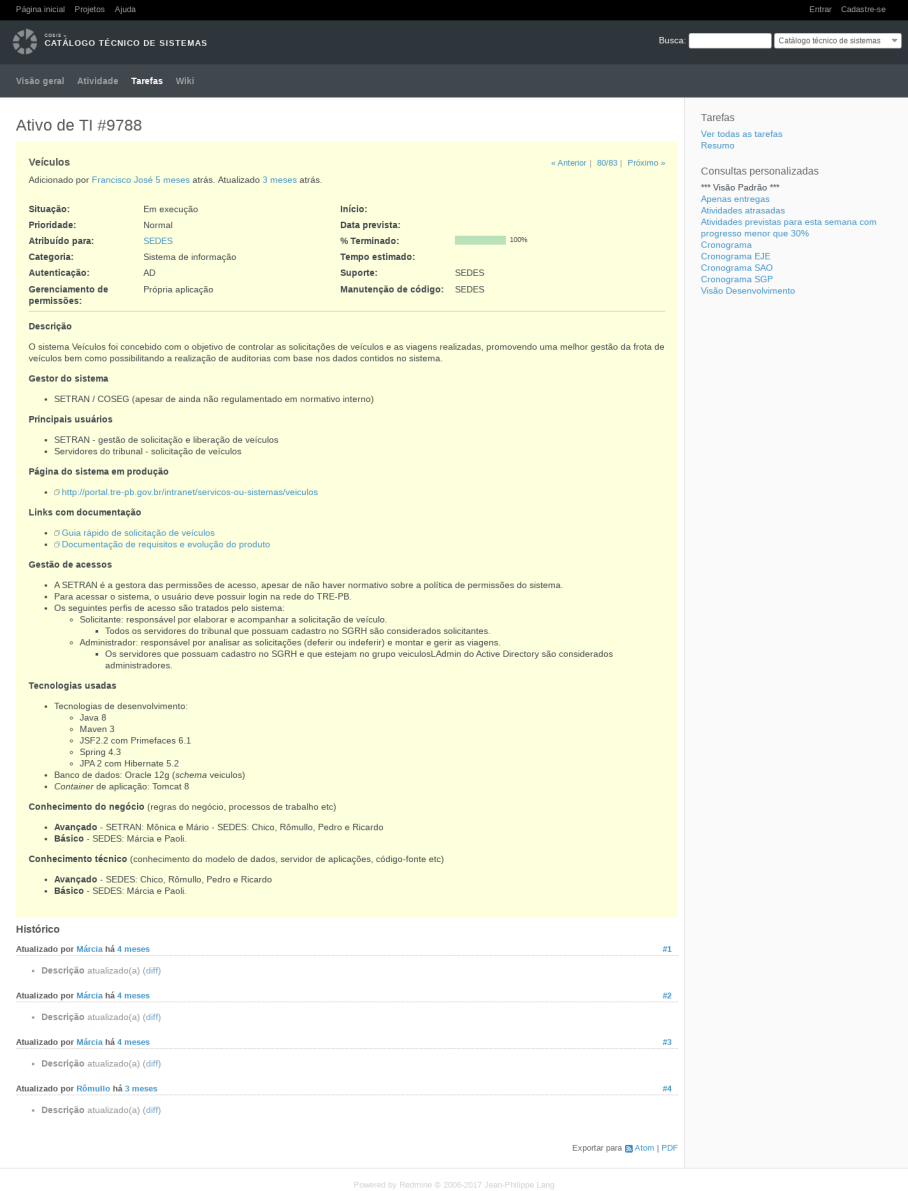 Página inicial Projetos Ajuda Entrar Cadastre-se
COSIS »
CATÁLOGO TÉCNICO DE SISTEMAS
Busca: Catálogo técnico de sistemas
Visão geral Atividade Tarefas Wiki
Ativo de TI #9788
Veículos
« Anterior | 80/83 | Próximo »
Adicionado por Francisco José 5 meses atrás. Atualizado 3 meses atrás.
Situação: Em execução Início:
Prioridade: Normal Data prevista:
Atribuído para: SEDES % Terminado: 100%
Categoria: Sistema de informação Tempo estimado:
Autenticação: AD Suporte: SEDES
Gerenciamento de permissões: Própria aplicação Manutenção de código: SEDES
Descrição
O sistema Veículos foi concebido com o objetivo de controlar as solicitações de veículos e as viagens realizadas, promovendo uma melhor gestão da frota de
veículos bem como possibilitando a realização de auditorias com base nos dados contidos no sistema.
Gestor do sistema
SETRAN / COSEG (apesar de ainda não regulamentado em normativo interno)
Principais usuários
SETRAN - gestão de solicitação e liberação de veículos
Servidores do tribunal - solicitação de veículos
Página do sistema em produção
http://portal.tre-pb.gov.br/intranet/servicos-ou-sistemas/veiculos
Links com documentação
Guia rápido de solicitação de veículos
Documentação de requisitos e evolução do produto
Gestão de acessos
A SETRAN é a gestora das permissões de acesso, apesar de não haver normativo sobre a política de permissões do sistema.
Para acessar o sistema, o usuário deve possuir login na rede do TRE-PB.
Os seguintes perfis de acesso são tratados pelo sistema:
Solicitante: responsável por elaborar e acompanhar a solicitação de veículo.
Todos os servidores do tribunal que possuam cadastro no SGRH são considerados solicitantes.
Administrador: responsável por analisar as solicitações (deferir ou indeferir) e montar e gerir as viagens.
Os servidores que possuam cadastro no SGRH e que estejam no grupo veiculosLAdmin do Active Directory são considerados
administradores.
Tecnologias usadas
Tecnologias de desenvolvimento:
Java 8
Maven 3
JSF2.2 com Primefaces 6.1
Spring 4.3
JPA 2 com Hibernate 5.2
Banco de dados: Oracle 12g (schema veiculos)
Container de aplicação: Tomcat 8
Conhecimento do negócio (regras do negócio, processos de trabalho etc)
Avançado - SETRAN: Mônica e Mário - SEDES: Chico, Rômullo, Pedro e Ricardo
Básico - SEDES: Márcia e Paoli.
Conhecimento técnico (conhecimento do modelo de dados, servidor de aplicações, código-fonte etc)
Avançado - SEDES: Chico, Rômullo, Pedro e Ricardo
Básico - SEDES: Márcia e Paoli.
Histórico
Atualizado por Márcia há 4 meses #1
Descrição atualizado(a) (diff)
Atualizado por Márcia há 4 meses #2
Descrição atualizado(a) (diff)
Atualizado por Márcia há 4 meses #3
Descrição atualizado(a) (diff)
Atualizado por Rômullo há 3 meses #4
Descrição atualizado(a) (diff)
Exportar para Atom | PDF
Tarefas
Ver todas as tarefas
Resumo
Consultas personalizadas
*** Visão Padrão ***
Apenas entregas
Atividades atrasadas
Atividades previstas para esta semana com
progresso menor que 30%
Cronograma
Cronograma EJE
Cronograma SAO
Cronograma SGP
Visão Desenvolvimento
Powered by Redmine © 2006-2017 Jean-Philippe Lang